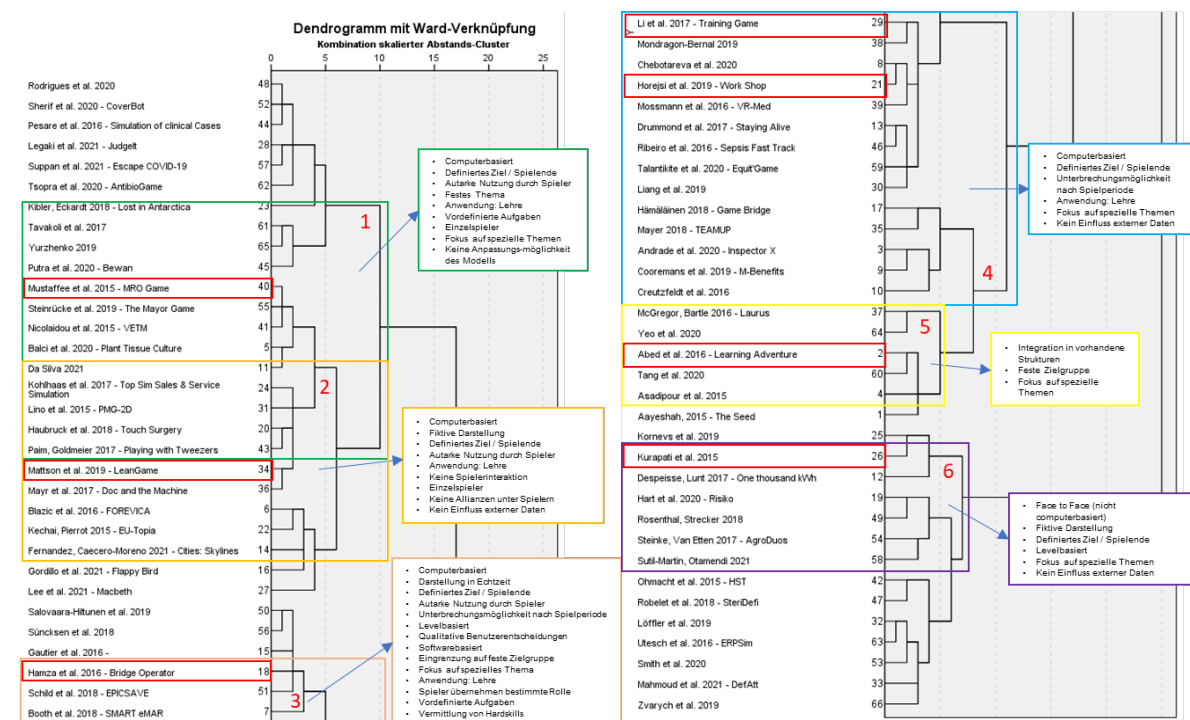 Dendrogramm mit Ward-Verknüpfung
Kombination skalierter Abstands-Cluster
0 5 10 15 20 25
Rodrigues et al. 2020 48
Sherif et al. 2020 - CoverBot 52
Pesare et al. 2016 - Simulation of clinical Cases 44
Legaki et al. 2021 - JudgeIt 28
Suppan et al. 2021 - Escape COVID-19 57
Tsopra et al. 2020 - AntibioGame 62
Kibler, Eckardt 2018 - Lost in Antarctica 23
Tavakoli et al. 2017 61
Yurzhenko 2019 65
Putra et al. 2020 - Bewan 45
Mustaffee et al. 2015 - MRO Game 40
Steinrücke et al. 2019 - The Mayor Game 55
Nicolaidou et al. 2015 - VETM 41
Balci et al. 2020 - Plant Tissue Culture 5
Da Silva 2021 11
Kohlhaas et al. 2017 - Top Sim Sales & Service
Simulation 24
Lino et al. 2015 - PMG-2D 31
Haubruck et al. 2018 - Touch Surgery 20
Paim, Goldmeier 2017 - Playing with Tweezers 43
Mattson et al. 2019 - LeanGame 34
Mayr et al. 2017 - Doc and the Machine 36
Blazic et al. 2016 - FOREVICA 6
Kechai, Pierrot 2015 - EU-Topia 22
Fernandez, Caecero-Moreno 2021 - Cities: Skylines 14
Gordillo et al. 2021 - Flappy Bird 16
Lee et al. 2021 - Macbeth 27
Salovaara-Hiltunen et al. 2019 50
Süncksen et al. 2018 56
Gautier et al. 2016 - 15
Hamza et al. 2016 - Bridge Operator 18
Schild et al. 2018 - EPICSAVE 51
Booth et al. 2018 - SMART eMAR 7
1
2
3
• Computerbasiert
• Definiertes Ziel / Spielende
• Autarke Nutzung durch Spieler
• Festes Thema
• Anwendung: Lehre
• Vordefinierte Aufgaben
• Einzelspieler
• Fokus auf spezielle Themen
• Keine Anpassungs-möglichkeit
des Modells
• Computerbasiert
• Fiktive Darstellung
• Definiertes Ziel / Spielende
• Autarke Nutzung durch Spieler
• Anwendung: Lehre
• Keine Spielerinteraktion
• Einzelspieler
• Keine Allianzen unter Spielern
• Kein Einfluss externer Daten
• Computerbasiert
• Darstellung in Echtzeit
• Definiertes Ziel / Spielende
• Autarke Nutzung durch Spieler
• Unterbrechungsmöglichkeit nach Spielperiode
• Levelbasiert
• Qualitative Benutzerentscheidungen
• Softwarebasiert
• Eingrenzung auf feste Zielgruppe
• Fokus auf spezielles Thema
• Anwendung: Lehre
• Spieler übernehmen bestimmte Rolle
• Vordefinierte Aufgaben
• Vermittlung von Hardskills
Li et al. 2017 - Training Game 29
Mondragon-Bernal 2019 38
Chebotareva et al. 2020 8
Horejsi et al. 2019 - Work Shop 21
Mossmann et al. 2016 - VR-Med 39
Drummond et al. 2017 - Staying Alive 13
Ribeiro et al. 2016 - Sepsis Fast Track 46
Talantikite et al. 2020 - Equit'Game 59
Liang et al. 2019 30
Hämäläinen 2018 - Game Bridge 17
Mayer 2018 - TEAMUP 35
Andrade et al. 2020 - Inspector X 3
Cooremans et al. 2019 - M-Benefits 9
Creutzfeldt et al. 2016 10
McGregor, Bartle 2016 - Laurus 37
Yeo et al. 2020 64
Abed et al. 2016 - Learning Adventure 2
Tang et al. 2020 60
Asadipour et al. 2015 4
Aayeshah, 2015 - The Seed 1
Kornevs et al. 2019 25
Kurapati et al. 2015 26
Despeisse, Lunt 2017 - One thousand kWh 12
Hart et al. 2020 - Risiko 19
Rosenthal, Strecker 2018 49
Steinke, Van Etten 2017 - AgroDuos 54
Sutil-Martin, Otamendi 2021 58
Ohmacht et al. 2015 - HST 42
Robelet et al. 2018 - SteriDefi 47
Löffler et al. 2019 32
Utesch et al. 2016 - ERPSim 63
Smith et al. 2020 53
Mahmoud et al. 2021 - DefAtt 33
Zvarych et al. 2019 66
4
5
6
• Computerbasiert
• Definiertes Ziel / Spielende
• Unterbrechungsmöglichkeit
nach Spielperiode
• Anwendung: Lehre
• Fokus auf spezielle Themen
• Kein Einfluss externer Daten
• Integration in vorhandene
Strukturen
• Feste Zielgruppe
• Fokus auf spezielle
Themen
• Face to Face (nicht
computerbasiert)
• Fiktive Darstellung
• Definiertes Ziel / Spielende
• Levelbasiert
• Fokus auf spezielle Themen
• Kein Einfluss externer Daten